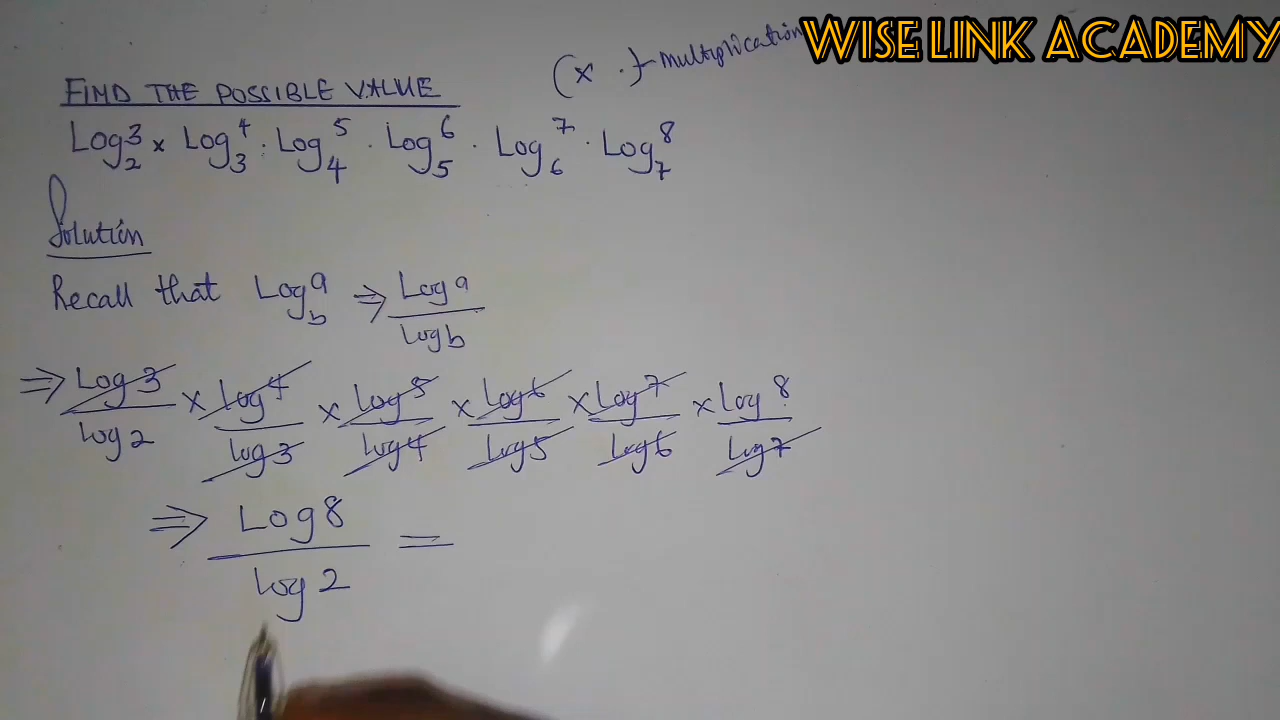 WISE LINK ACADEMY
(x .) - multiplication
FIND THE POSSIBLE VALUE
Log₂³ x Log₃⁴ . Log₄⁵ . Log₅⁶ . Log₆⁷ . Log₇⁸
Solution
Recall that Log_b^a ⇒ Log a / log b
⇒ Log 3 / log 2 x log 4 / log 3 x log 5 / log 4 x log 6 / log 5 x log 7 / log 6 x log 8 / log 7
⇒ Log 8 / log 2 =